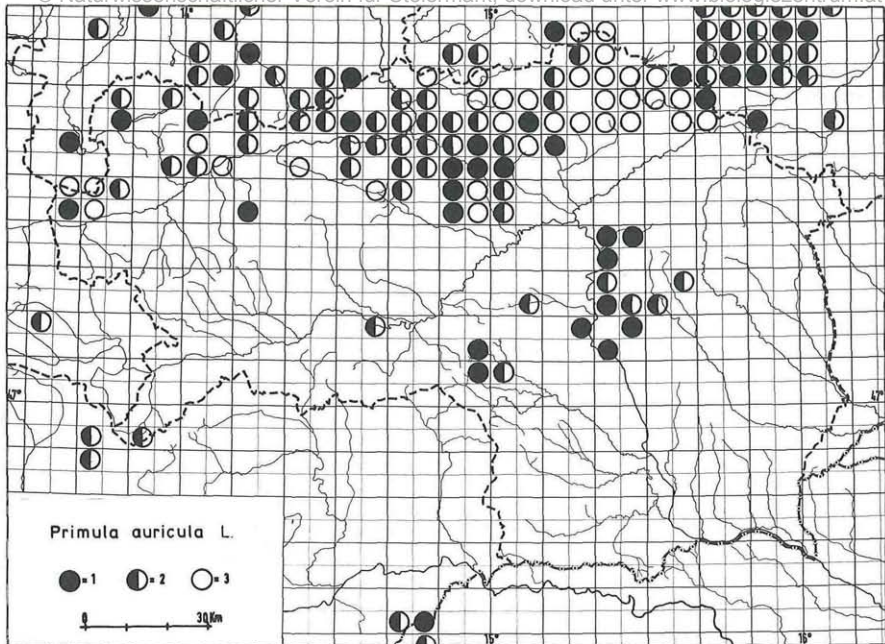 © Naturwissenschaftlicher Verein für Steiermark; download unter www.biologiezentrum.at
14°
15°
47°
47°
Primula auricula L.
= 1 = 2 = 3
0 30 Km
15°
16°